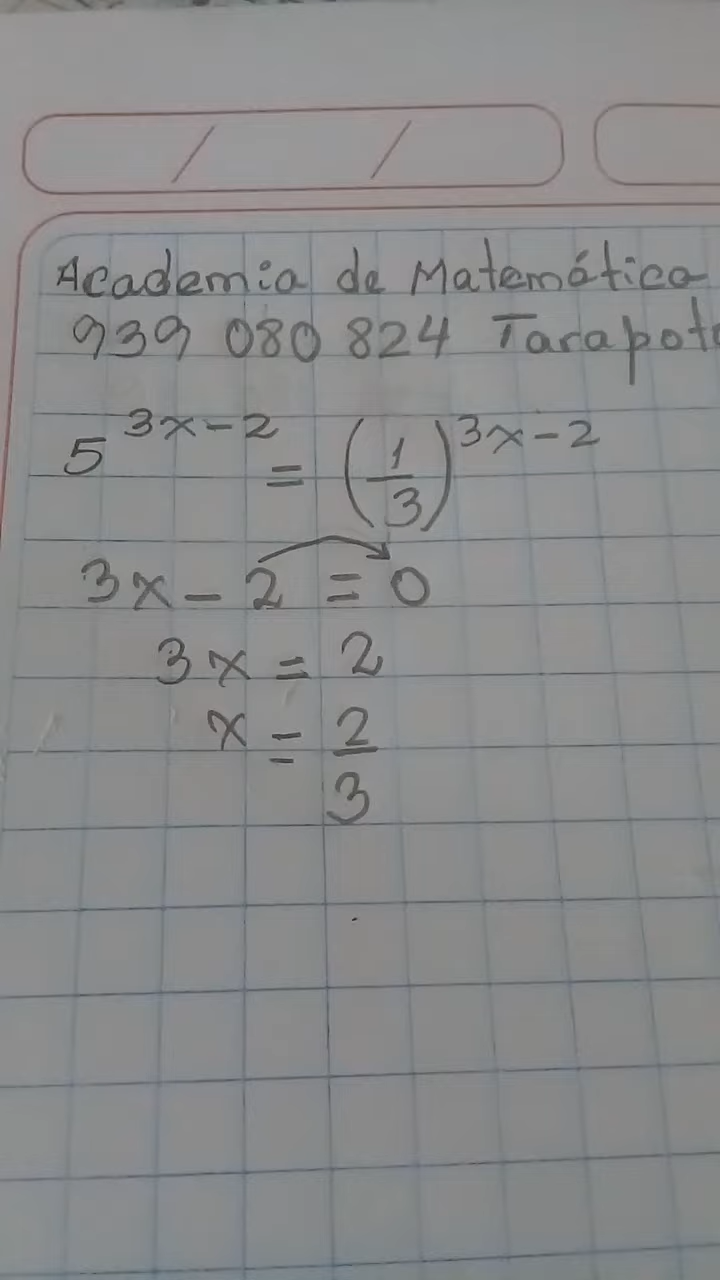 Academia de Matemática
939 080 824 Tarapoto
5^(3x-2) = (1/3)^(3x-2)
3x - 2 = 0
3x = 2
x = 2/3